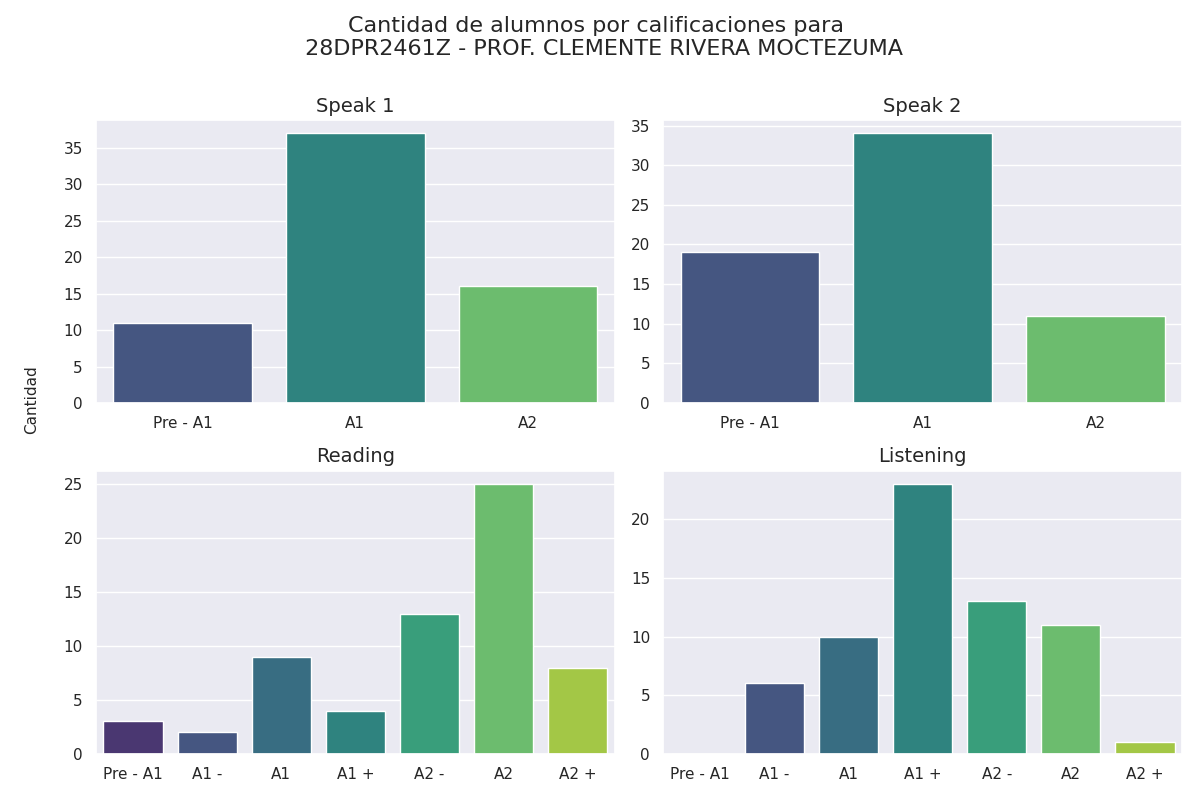 Cantidad de alumnos por calificaciones para
28DPR2461Z - PROF. CLEMENTE RIVERA MOCTEZUMA
Cantidad
Speak 1
35
30
25
20
15
10
5
0
Pre - A1 A1 A2
Speak 2
35
30
25
20
15
10
5
0
Pre - A1 A1 A2
Reading
25
20
15
10
5
0
Pre - A1 A1 - A1 A1 + A2 - A2 A2 +
Listening
20
15
10
5
0
Pre - A1 A1 - A1 A1 + A2 - A2 A2 +